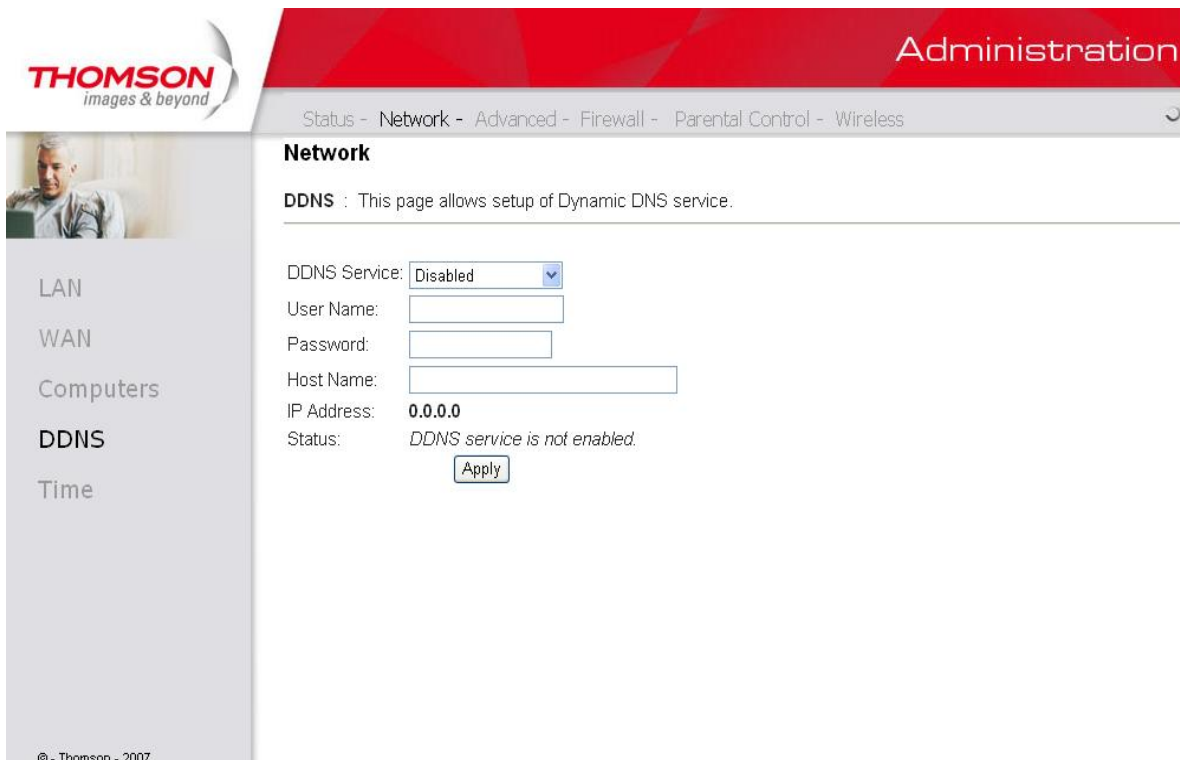 THOMSON
images & beyond
Administration
Status - Network - Advanced - Firewall - Parental Control - Wireless
Network
DDNS : This page allows setup of Dynamic DNS service.
LAN
WAN
Computers
DDNS
Time
DDNS Service: Disabled
User Name:
Password:
Host Name:
IP Address: 0.0.0.0
Status: DDNS service is not enabled.
Apply
© - Thomson - 2007